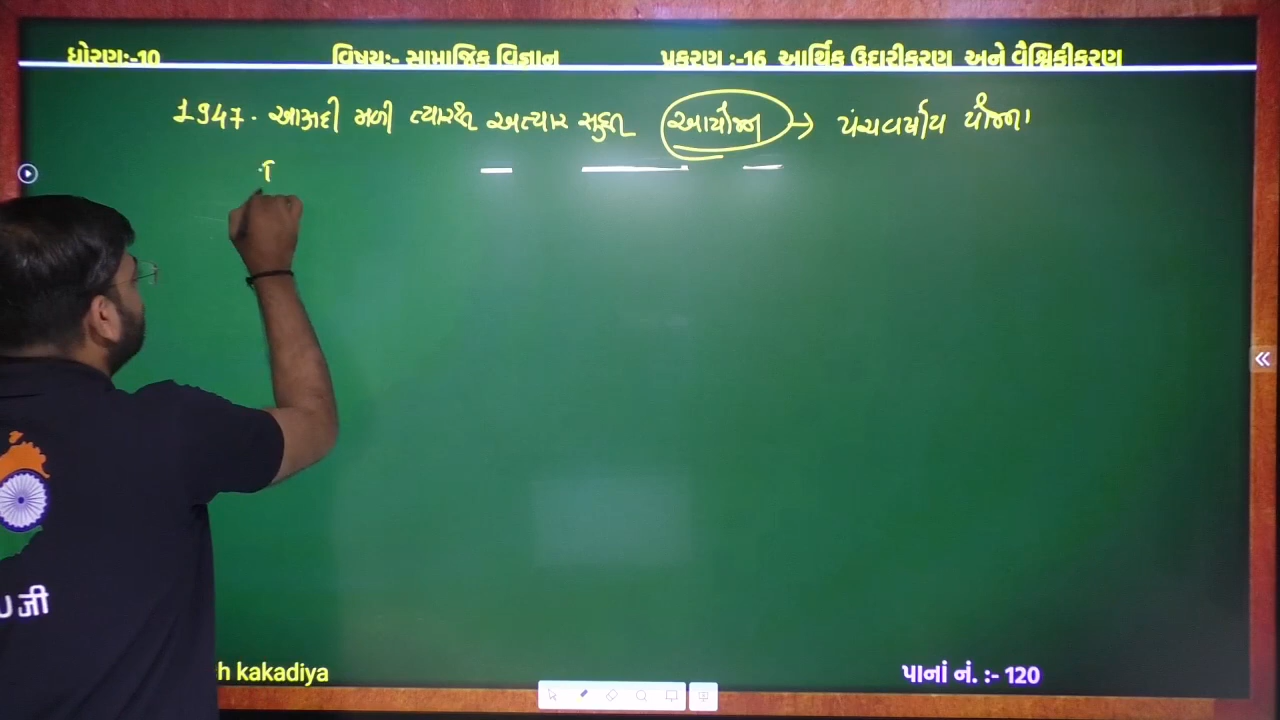 ધોરણ:-10 વિષય:- સામાજિક વિજ્ઞાન પ્રકરણ :-16 આર્થિક ઉદારીકરણ અને વૈશ્વિકીકરણ
1947 · આઝાદી મળી ત્યારથી અત્યાર સુધી આયોજન → પંચવર્ષીય યોજના
જી
h kakadiya
પાનાં નં. :- 120